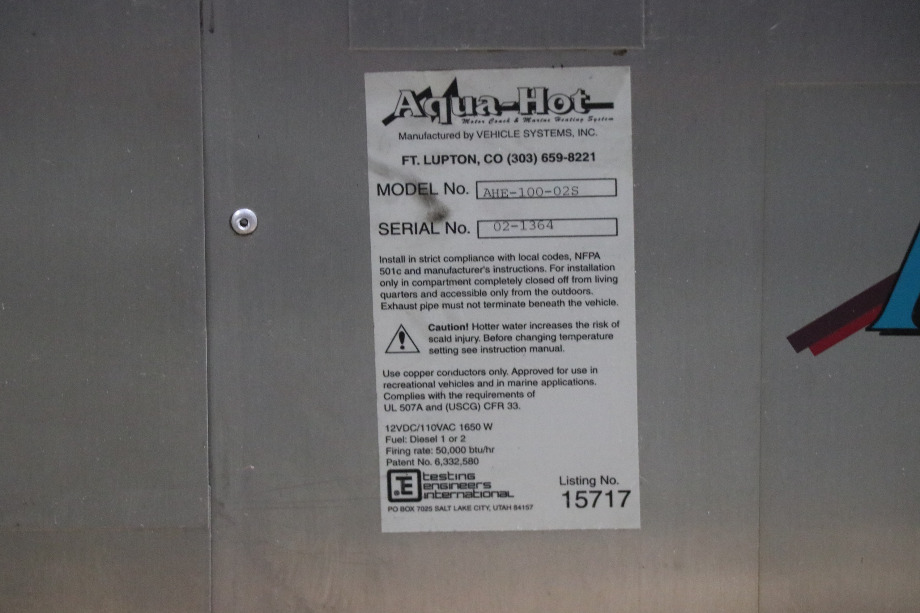 Aqua-Hot
Motor Coach & Marine Heating System
Manufactured by VEHICLE SYSTEMS, INC.
FT. LUPTON, CO (303) 659-8221
MODEL No. AHE-100-02S
SERIAL No. 02-1364
Install in strict compliance with local codes, NFPA
501c and manufacturer's instructions. For installation
only in compartment completely closed off from living
quarters and accessible only from the outdoors.
Exhaust pipe must not terminate beneath the vehicle.
Caution! Hotter water increases the risk of
scald injury. Before changing temperature
setting see instruction manual.
Use copper conductors only. Approved for use in
recreational vehicles and in marine applications.
Complies with the requirements of
UL 507A and (USCG) CFR 33.
12VDC/110VAC 1650 W
Fuel: Diesel 1 or 2
Firing rate: 50,000 btu/hr
Patent No. 6,332,580
testing
engineers
international
PO BOX 7025 SALT LAKE CITY, UTAH 84157
Listing No.
15717